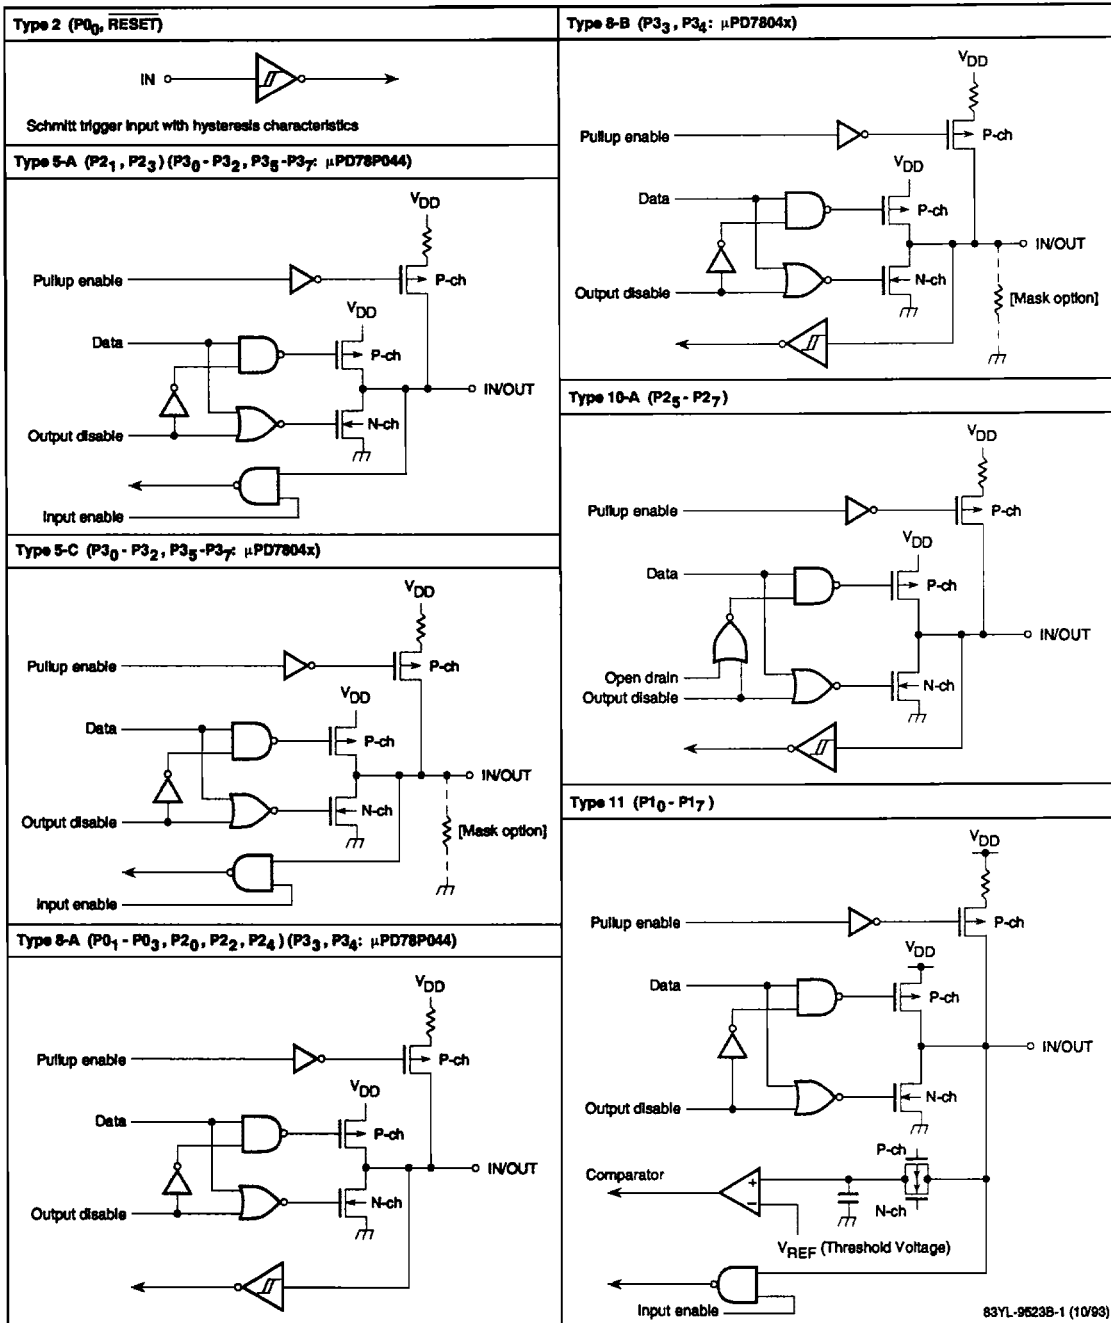 Type 2 (P0₀, RESET)
IN
Schmitt trigger input with hysteresis characteristics
Type 5-A (P2₁, P2₃) (P3₀ - P3₂, P3₅-P3₇: µPD78P044)
VDD
Pullup enable
P-ch
VDD
Data
P-ch
IN/OUT
N-ch
Output disable
Input enable
Type 5-C (P3₀ - P3₂, P3₅-P3₇: µPD7804x)
VDD
Pullup enable
P-ch
VDD
Data
P-ch
IN/OUT
N-ch
Output disable
[Mask option]
Input enable
Type 8-A (P0₁ - P0₃, P2₀, P2₂, P2₄) (P3₃, P3₄: µPD78P044)
VDD
Pullup enable
P-ch
VDD
Data
P-ch
IN/OUT
N-ch
Output disable
Type 8-B (P3₃, P3₄: µPD7804x)
VDD
Pullup enable
P-ch
VDD
Data
P-ch
IN/OUT
N-ch
Output disable
[Mask option]
Type 10-A (P2₅ - P2₇)
VDD
Pullup enable
P-ch
VDD
Data
P-ch
IN/OUT
Open drain
N-ch
Output disable
Type 11 (P1₀ - P1₇)
VDD
Pullup enable
P-ch
VDD
Data
P-ch
IN/OUT
N-ch
Output disable
P-ch
Comparator
+
−
N-ch
VREF (Threshold Voltage)
Input enable
83YL-9523B-1 (10/93)